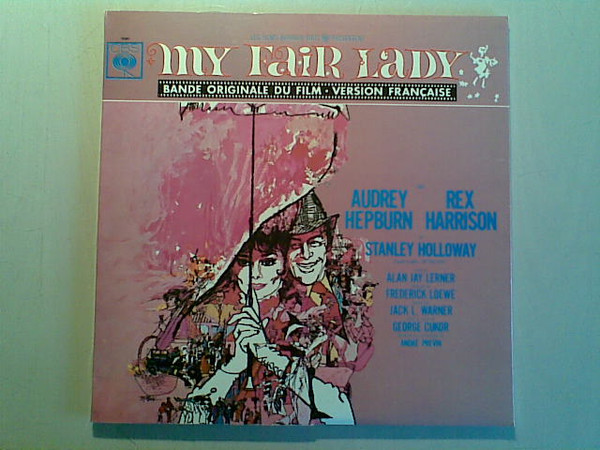 MY FAIR LADY
BANDE ORIGINALE DU FILM • VERSION FRANÇAISE
AUDREY REX
HEPBURN HARRISON
STANLEY HOLLOWAY
ALAN JAY LERNER
FREDERICK LOEWE
JACK L. WARNER
GEORGE CUKOR
ANDRÉ PREVIN